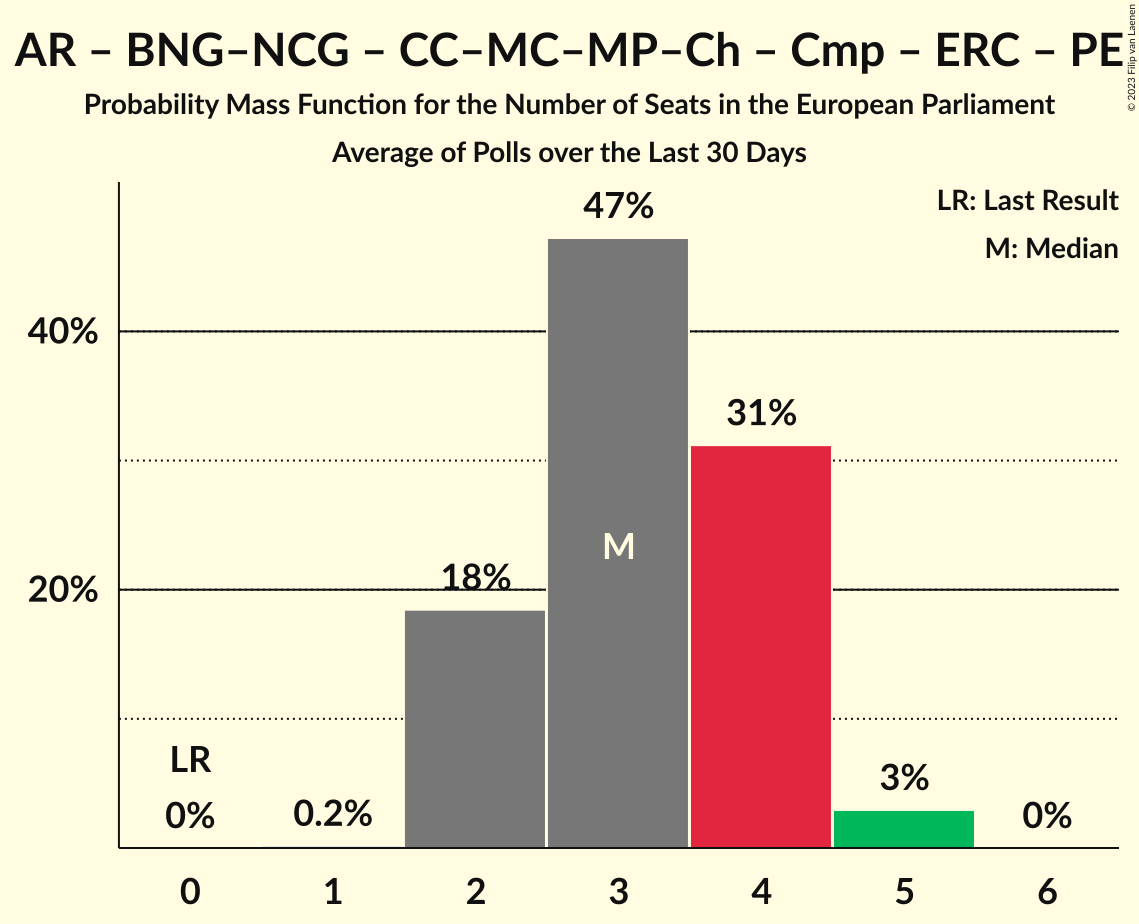 AR – BNG–NCG – CC–MC–MP–Ch – Cmp – ERC – PE
© 2023 Filip van Laenen
Probability Mass Function for the Number of Seats in the European Parliament
Average of Polls over the Last 30 Days
LR: Last Result
M: Median
47%
40%
31%
M
18%
20%
LR
3%
0%
0.2%
0%
0 1 2 3 4 5 6